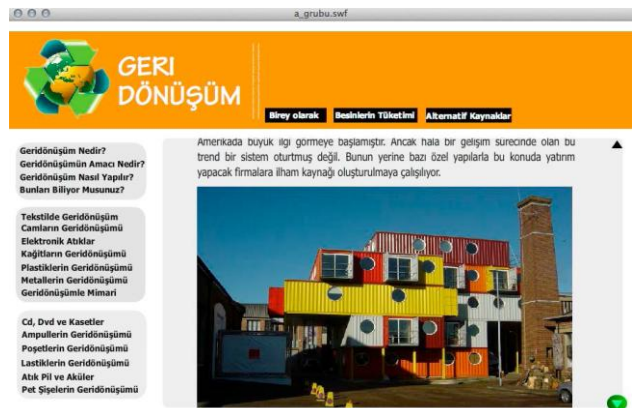 a_grubu.swf
GERI
DÖNÜŞÜM
Birey olarak Besinlerin Tüketimi Alternatif Kaynaklar
Geridönüşüm Nedir?
Geridönüşümün Amacı Nedir?
Geridönüşüm Nasıl Yapılır?
Bunları Biliyor Musunuz?
Tekstilde Geridönüşüm
Camların Geridönüşümü
Elektronik Atıklar
Kağıtların Geridönüşümü
Plastiklerin Geridönüşümü
Metallerin Geridönüşümü
Geridönüşümle Mimari
Cd, Dvd ve Kasetler
Ampullerin Geridönüşümü
Poşetlerin Geridönüşümü
Lastiklerin Geridönüşümü
Atık Pil ve Aküler
Pet Şişelerin Geridönüşümü
Amerikada büyük ilgi görmeye başlamıştır. Ancak hala bir gelişim sürecinde olan bu
trend bir sistem oturtmuş değil. Bunun yerine bazı özel yapılarla bu konuda yatırım
yapacak firmalara ilham kaynağı oluşturulmaya çalışılıyor.